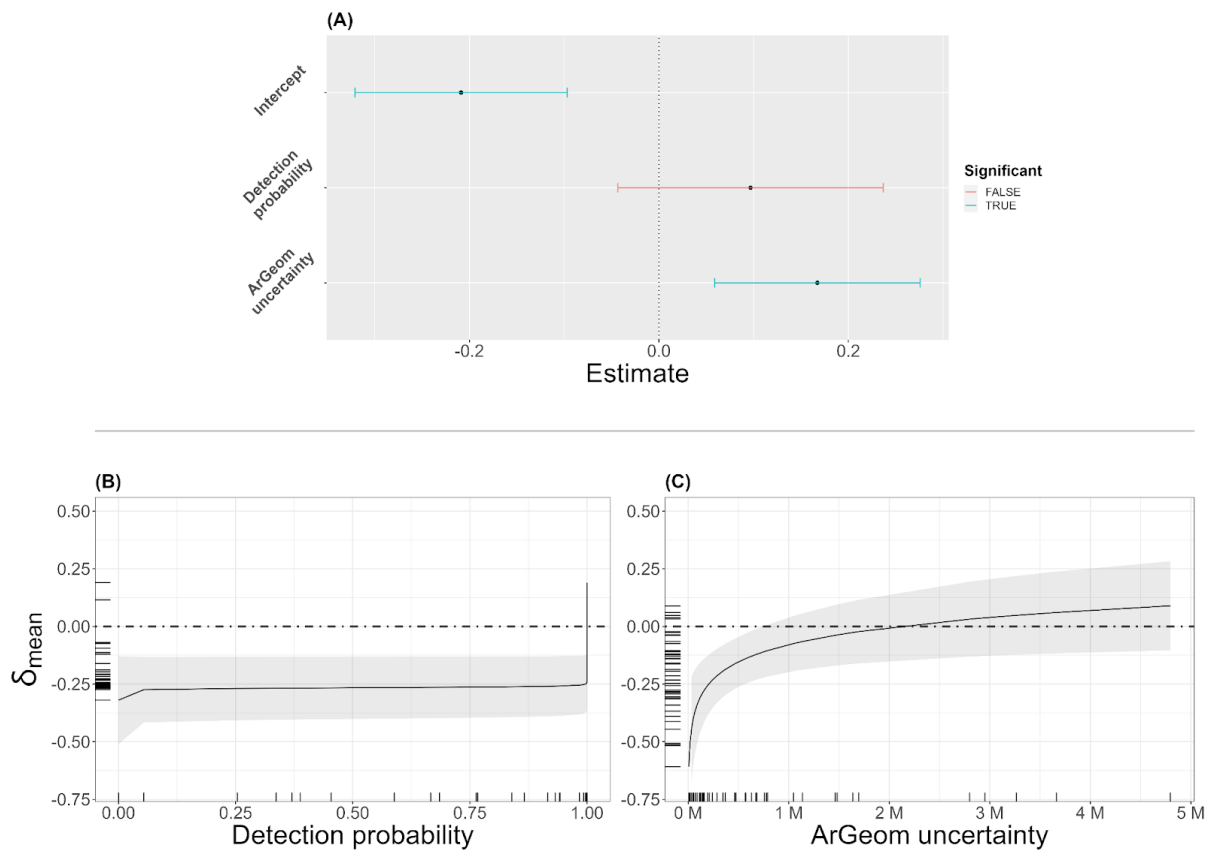 (A)
Intercept
Detection
probability
ArGeom
uncertainty
-0.2
0.0
0.2
Estimate
Significant
FALSE
TRUE
(B)
δmean
0.50
0.25
0.00
-0.25
-0.50
-0.75
0.00
0.25
0.50
0.75
1.00
Detection probability
(C)
0.50
0.25
0.00
-0.25
-0.50
-0.75
0 M
1 M
2 M
3 M
4 M
5 M
ArGeom uncertainty